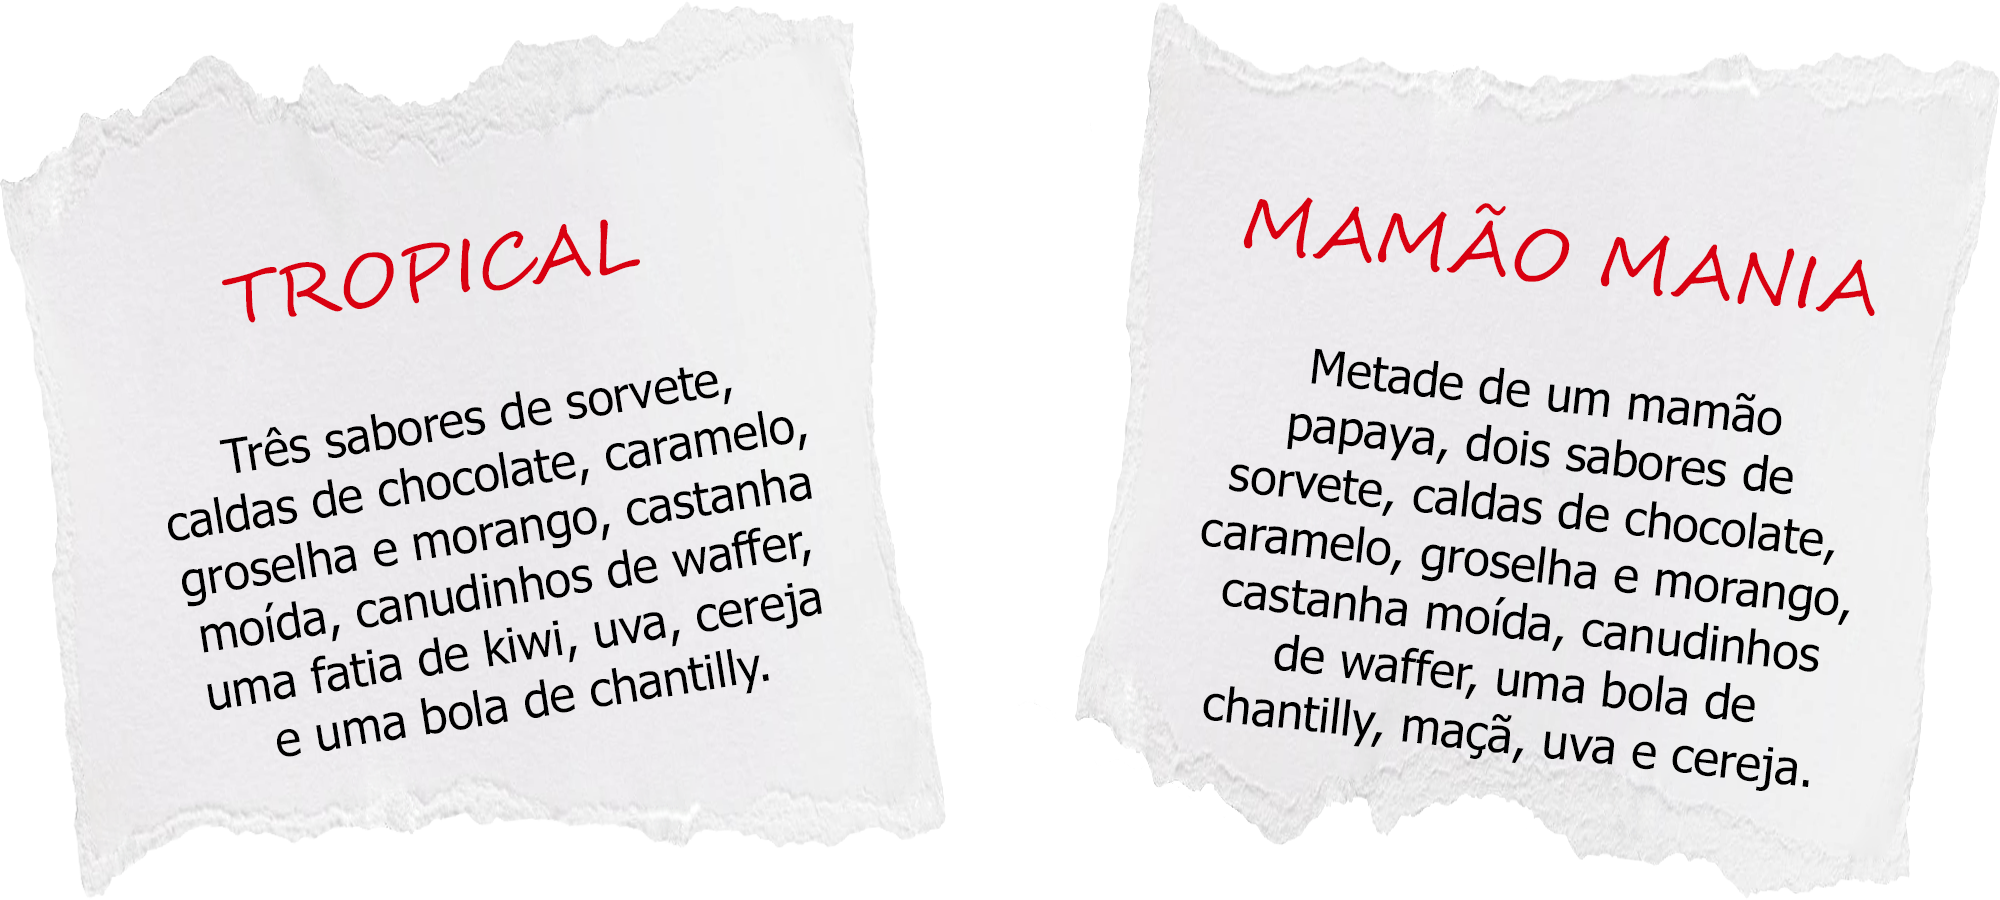 TROPICAL
Três sabores de sorvete,
caldas de chocolate, caramelo,
groselha e morango, castanha
moída, canudinhos de waffer,
uma fatia de kiwi, uva, cereja
e uma bola de chantilly.
MAMÃO MANIA
Metade de um mamão
papaya, dois sabores de
sorvete, caldas de chocolate,
caramelo, groselha e morango,
castanha moída, canudinhos
de waffer, uma bola de
chantilly, maçã, uva e cereja.